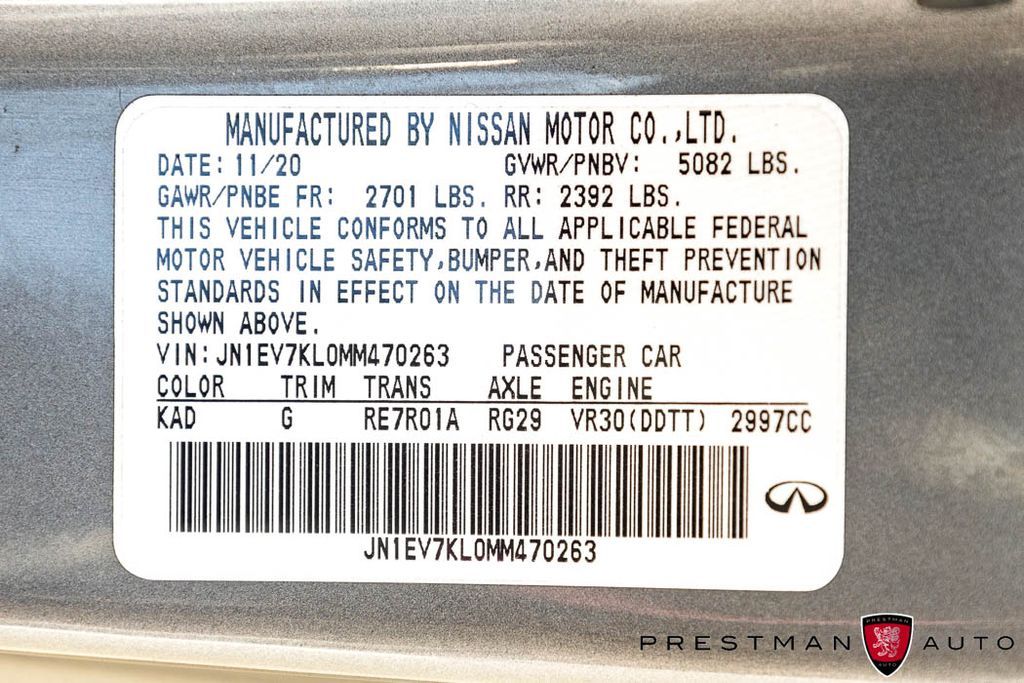 MANUFACTURED BY NISSAN MOTOR CO.,LTD.
DATE: 11/20 GVWR/PNBV: 5082 LBS.
GAWR/PNBE FR: 2701 LBS. RR: 2392 LBS.
THIS VEHICLE CONFORMS TO ALL APPLICABLE FEDERAL
MOTOR VEHICLE SAFETY,BUMPER,AND THEFT PREVENTION
STANDARDS IN EFFECT ON THE DATE OF MANUFACTURE
SHOWN ABOVE.
VIN: JN1EV7KL0MM470263 PASSENGER CAR
COLOR TRIM TRANS AXLE ENGINE
KAD G RE7R01A RG29 VR30(DDTT) 2997CC
JN1EV7KL0MM470263
PRESTMAN PRESTMAN AUTO AUTO